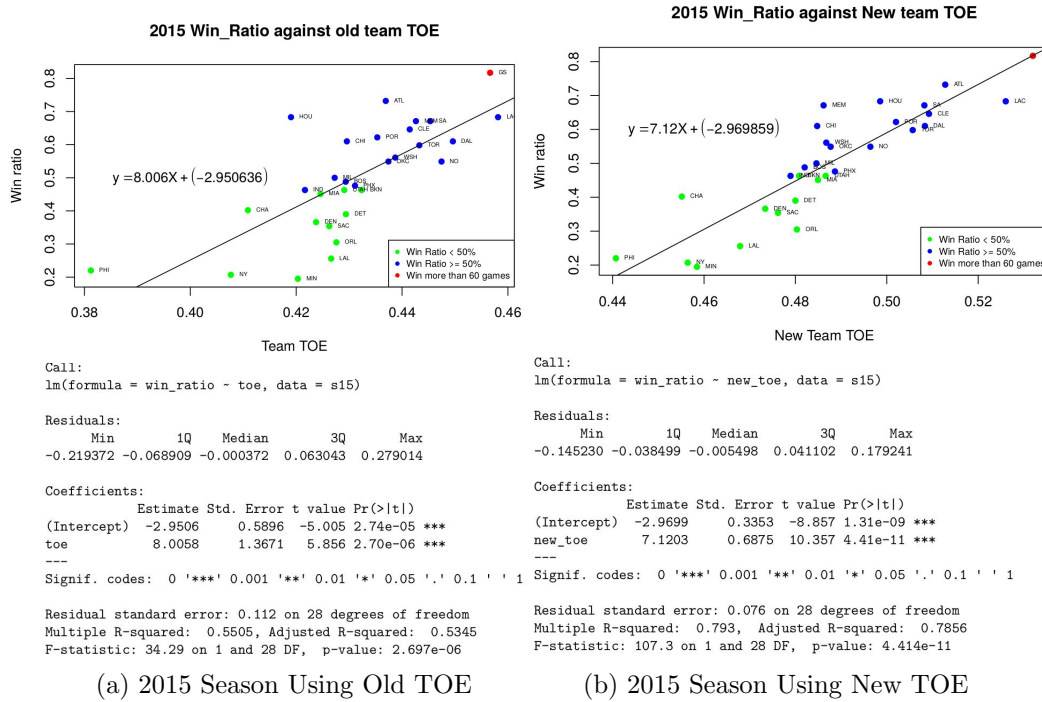 2015 Win_Ratio against old team TOE
Win ratio
0.8
0.7
0.6
0.5
0.4
0.3
0.2
GS
ATL
HOU
MEM SA
LA
CLE
CHI
POR
DAL
TOR
WSH
OKC
NO
MIL
BOS
PHX
IND
MIA
UTAH BKN
CHA
DET
DEN
SAC
ORL
LAL
PHI
NY
MIN
y = 8.006X + (−2.950636)
Win Ratio < 50%
Win Ratio >= 50%
Win more than 60 games
0.38 0.40 0.42 0.44 0.46
Team TOE
Call:
lm(formula = win_ratio ~ toe, data = s15)
Residuals:
Min 1Q Median 3Q Max
-0.219372 -0.068909 -0.000372 0.063043 0.279014
Coefficients:
Estimate Std. Error t value Pr(>|t|)
(Intercept) -2.9506 0.5896 -5.005 2.74e-05 ***
toe 8.0058 1.3671 5.856 2.70e-06 ***
---
Signif. codes: 0 '***' 0.001 '**' 0.01 '*' 0.05 '.' 0.1 ' ' 1
Residual standard error: 0.112 on 28 degrees of freedom
Multiple R-squared: 0.5505, Adjusted R-squared: 0.5345
F-statistic: 34.29 on 1 and 28 DF, p-value: 2.697e-06
(a) 2015 Season Using Old TOE
2015 Win_Ratio against New team TOE
Win ratio
0.8
0.7
0.6
0.5
0.4
0.3
0.2
ATL
MEM
HOU
SA
LAC
CLE
CHI
POR
DAL
TOR
WSH
OKC
NO
MIL
BOS
PHX
IND
BKN
UTAH
MIA
CHA
DET
DEN
SAC
ORL
LAL
PHI
NY
MIN
y = 7.12X + (−2.969859)
Win Ratio < 50%
Win Ratio >= 50%
Win more than 60 games
0.44 0.46 0.48 0.50 0.52
New Team TOE
Call:
lm(formula = win_ratio ~ new_toe, data = s15)
Residuals:
Min 1Q Median 3Q Max
-0.145230 -0.038499 -0.005498 0.041102 0.179241
Coefficients:
Estimate Std. Error t value Pr(>|t|)
(Intercept) -2.9699 0.3353 -8.857 1.31e-09 ***
new_toe 7.1203 0.6875 10.357 4.41e-11 ***
---
Signif. codes: 0 '***' 0.001 '**' 0.01 '*' 0.05 '.' 0.1 ' ' 1
Residual standard error: 0.076 on 28 degrees of freedom
Multiple R-squared: 0.793, Adjusted R-squared: 0.7856
F-statistic: 107.3 on 1 and 28 DF, p-value: 4.414e-11
(b) 2015 Season Using New TOE